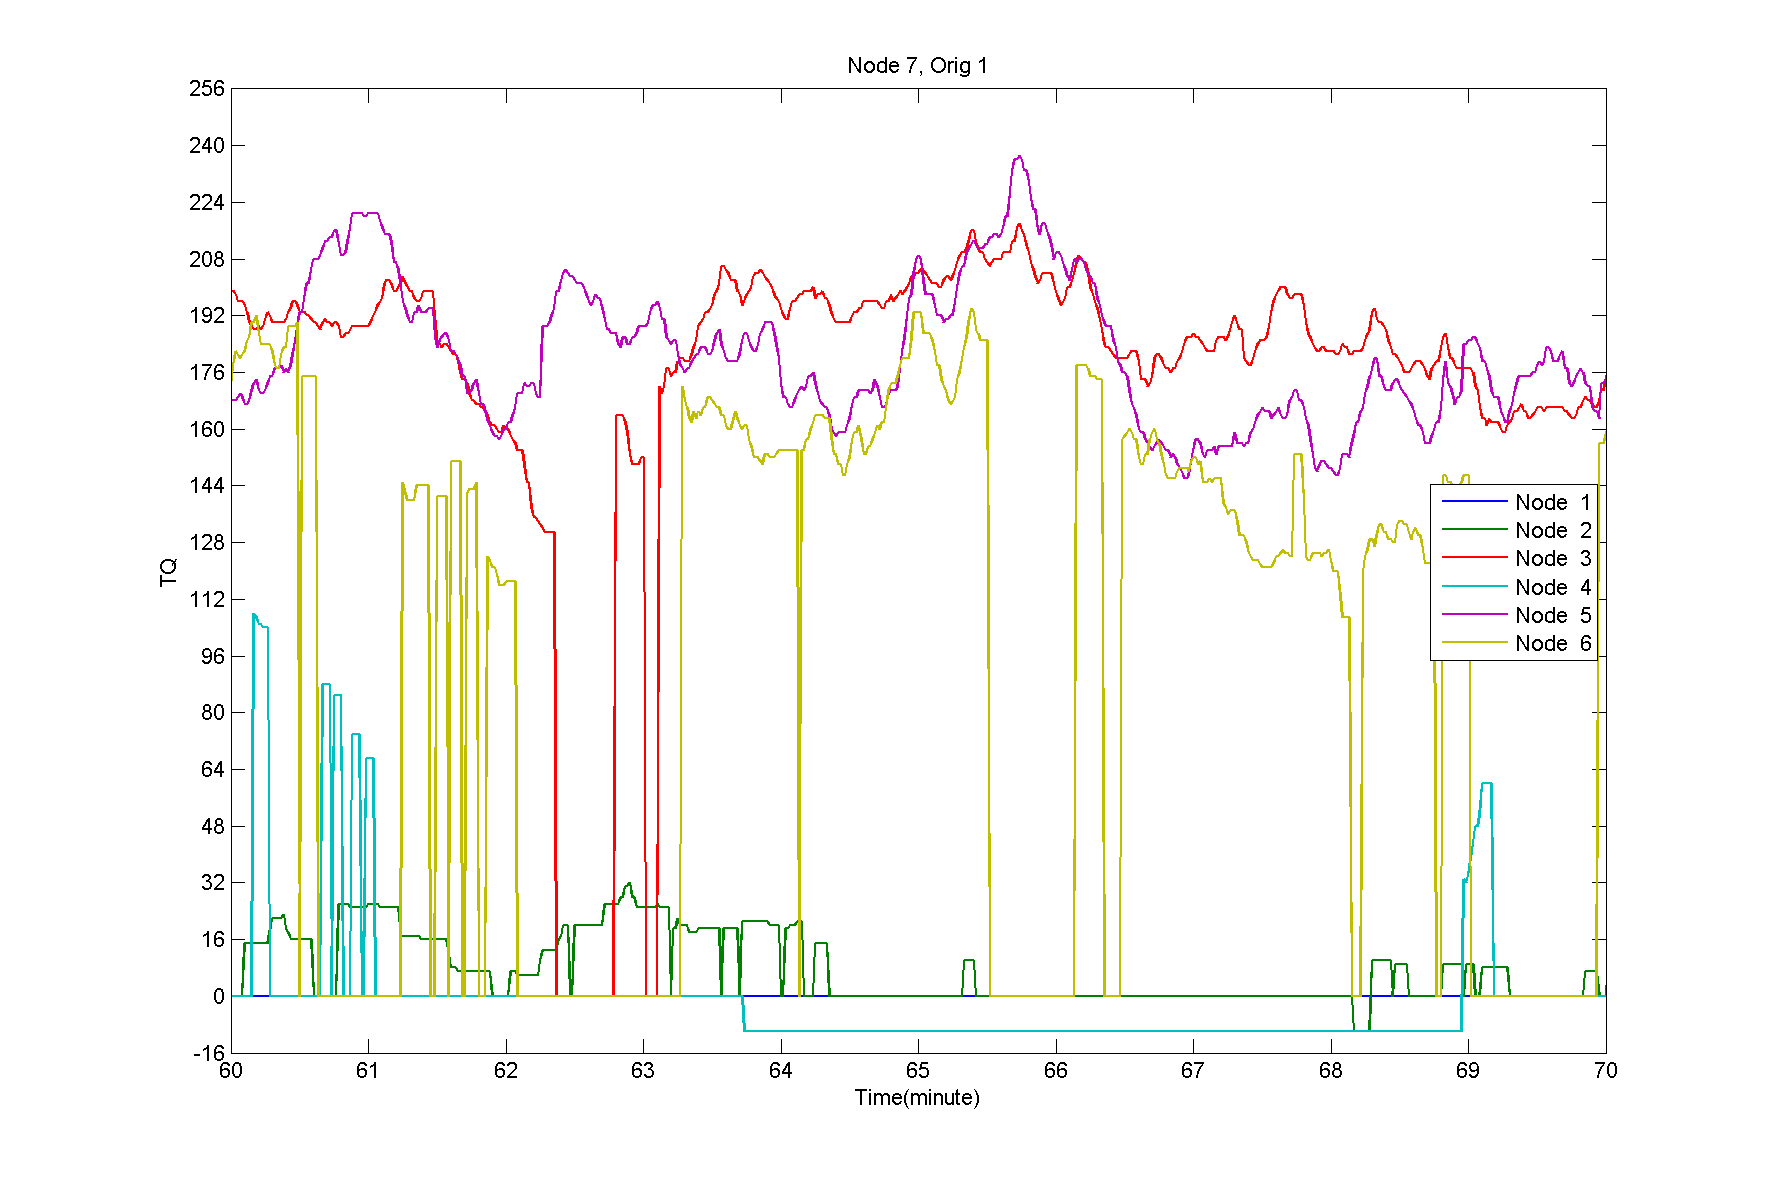 Node 7, Orig 1
256
240
224
208
192
176
160
144
128
112
96
80
64
48
32
16
0
-16
TQ
Node 1
Node 2
Node 3
Node 4
Node 5
Node 6
60 61 62 63 64 65 66 67 68 69 70
Time(minute)